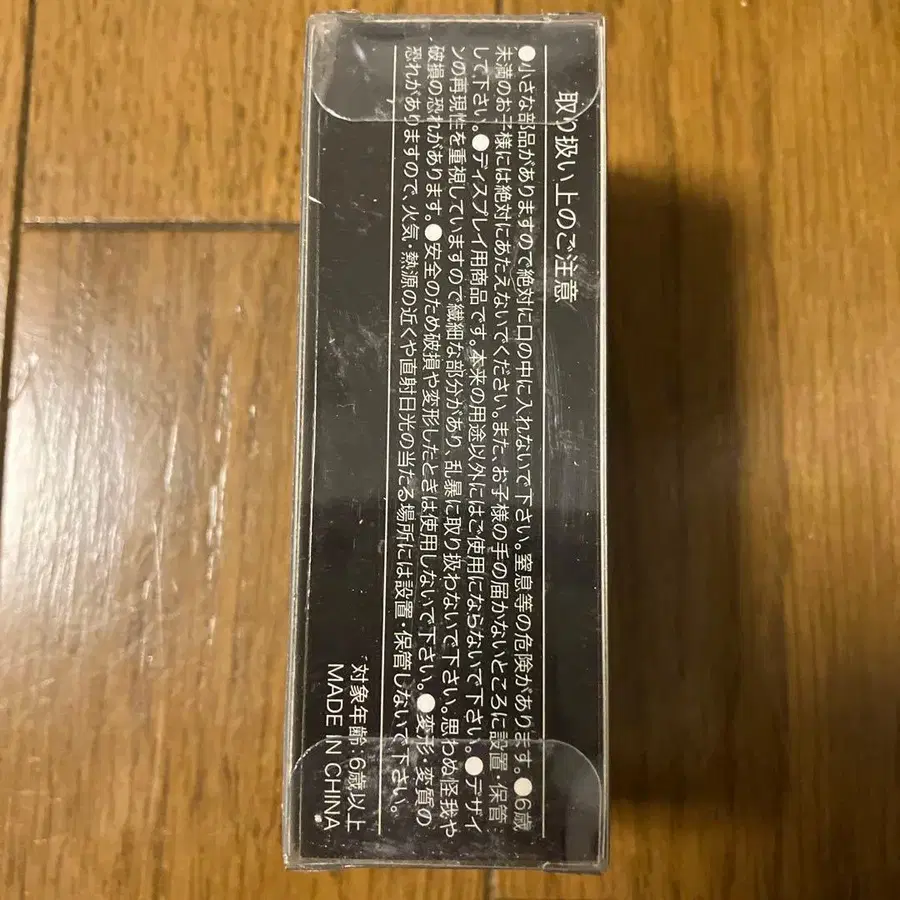 取り扱い上のご注意
●小さな部品がありますので絶対に口の中に入れないで下さい。窒息等の危険があります。●6歳
未満のお子様には絶対にあたえないでください。また、お子様の手の届かないところに設置・保管
して下さい。●ディスプレイ用商品です。本来の用途以外にはご使用にならないで下さい。●デザイ
ンの再現性を重視していますので繊細な部分があり、乱暴に取り扱わないで下さい。思わぬ怪我や
破損の恐れがあります。●安全のため破損や変形したときは使用しないで下さい。●変形・変質の
恐れがありますので、火気・熱源の近くや直射日光の当たる場所には設置・保管しないで下さい。
対象年齢:6歳以上
MADE IN CHINA